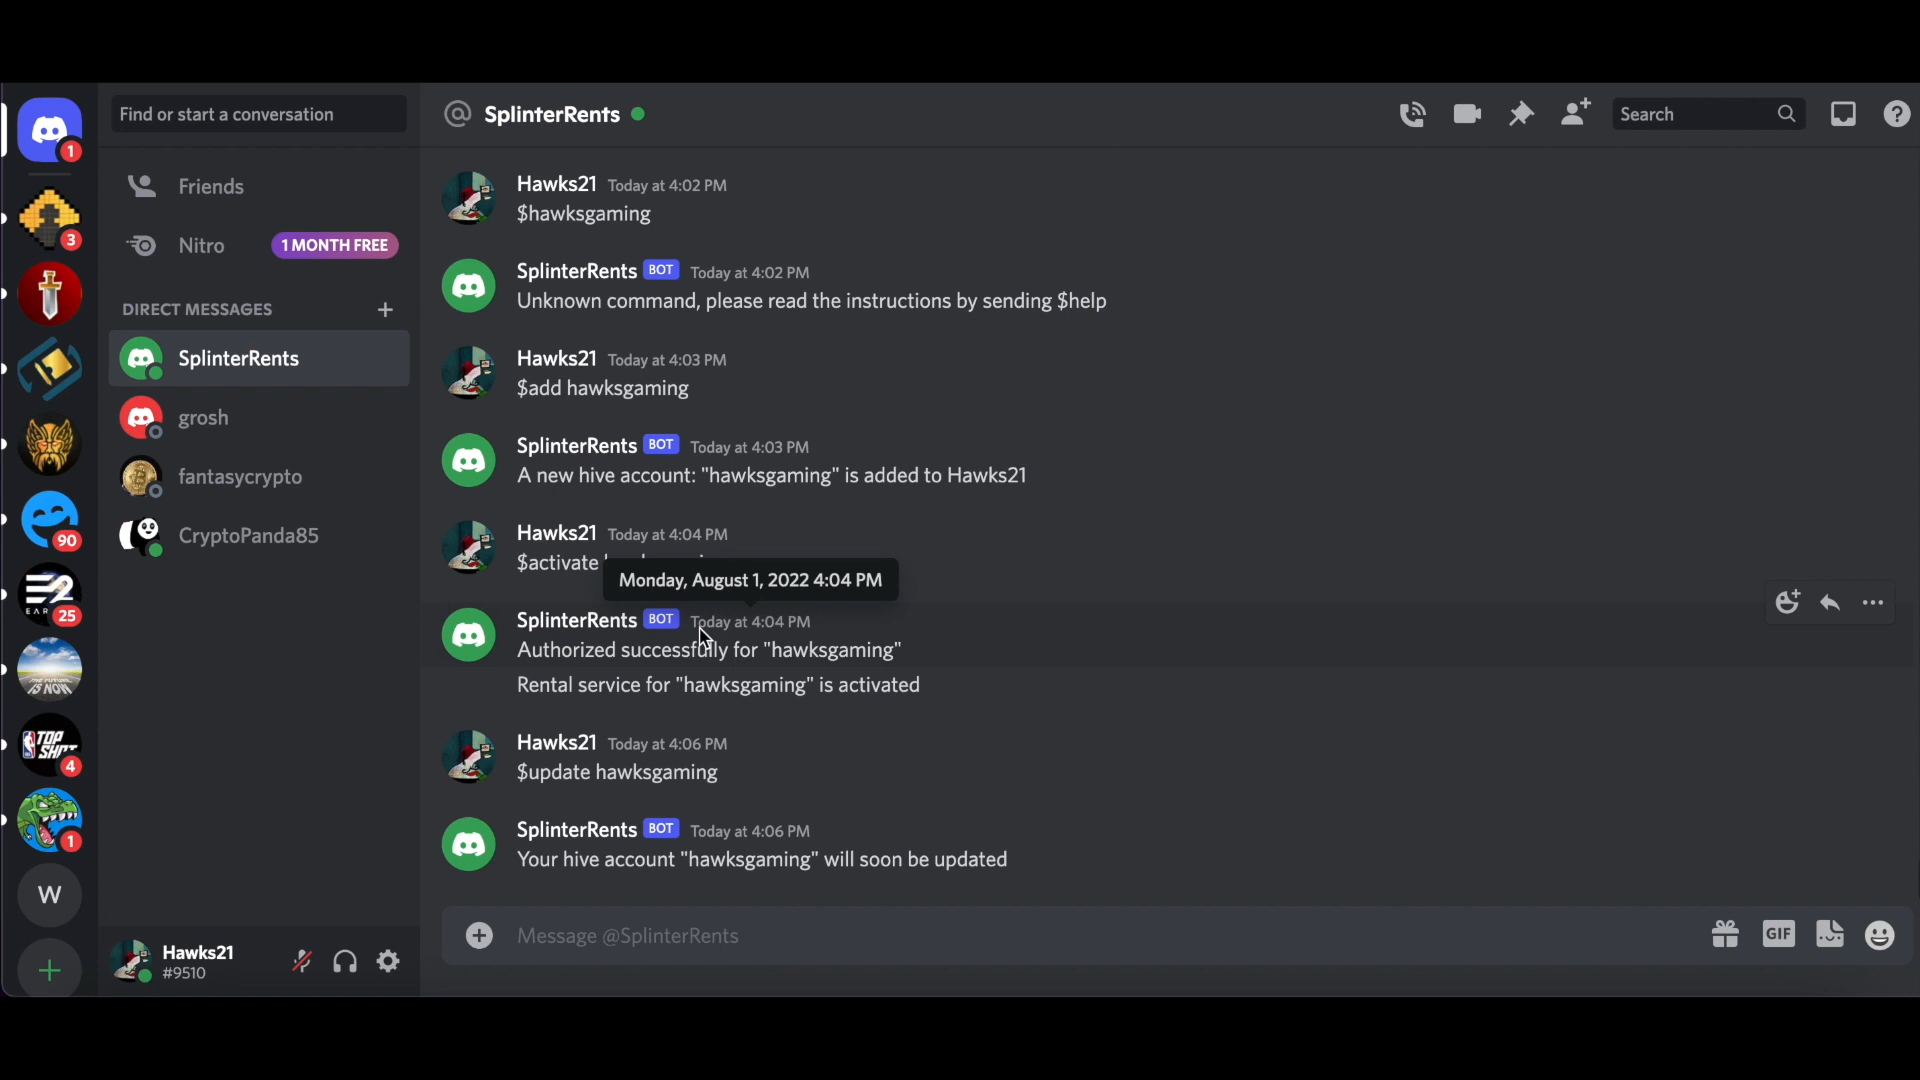 Find or start a conversation
Friends
Nitro
1 MONTH FREE
DIRECT MESSAGES
SplinterRents
grosh
fantasycrypto
CryptoPanda85
Hawks21
#9510
1
3
90
EAR
25
IS NOW
NBA TOP SHOT
4
1
W
SplinterRents
Search
Hawks21 Today at 4:02 PM
$hawksgaming
SplinterRents BOT Today at 4:02 PM
Unknown command, please read the instructions by sending $help
Hawks21 Today at 4:03 PM
$add hawksgaming
SplinterRents BOT Today at 4:03 PM
A new hive account: "hawksgaming" is added to Hawks21
Hawks21 Today at 4:04 PM
$activate
Monday, August 1, 2022 4:04 PM
SplinterRents BOT Today at 4:04 PM
Authorized successfully for "hawksgaming"
Rental service for "hawksgaming" is activated
Hawks21 Today at 4:06 PM
$update hawksgaming
SplinterRents BOT Today at 4:06 PM
Your hive account "hawksgaming" will soon be updated
Message @SplinterRents
GIF